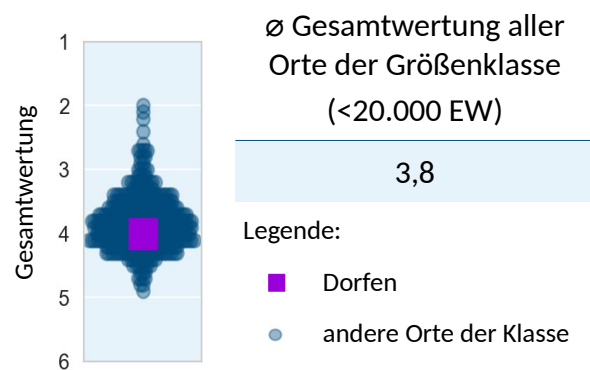 1
2
3
4
5
6
Gesamtwertung
⌀ Gesamtwertung aller
Orte der Größenklasse
(<20.000 EW)
3,8
Legende:
Dorfen
andere Orte der Klasse